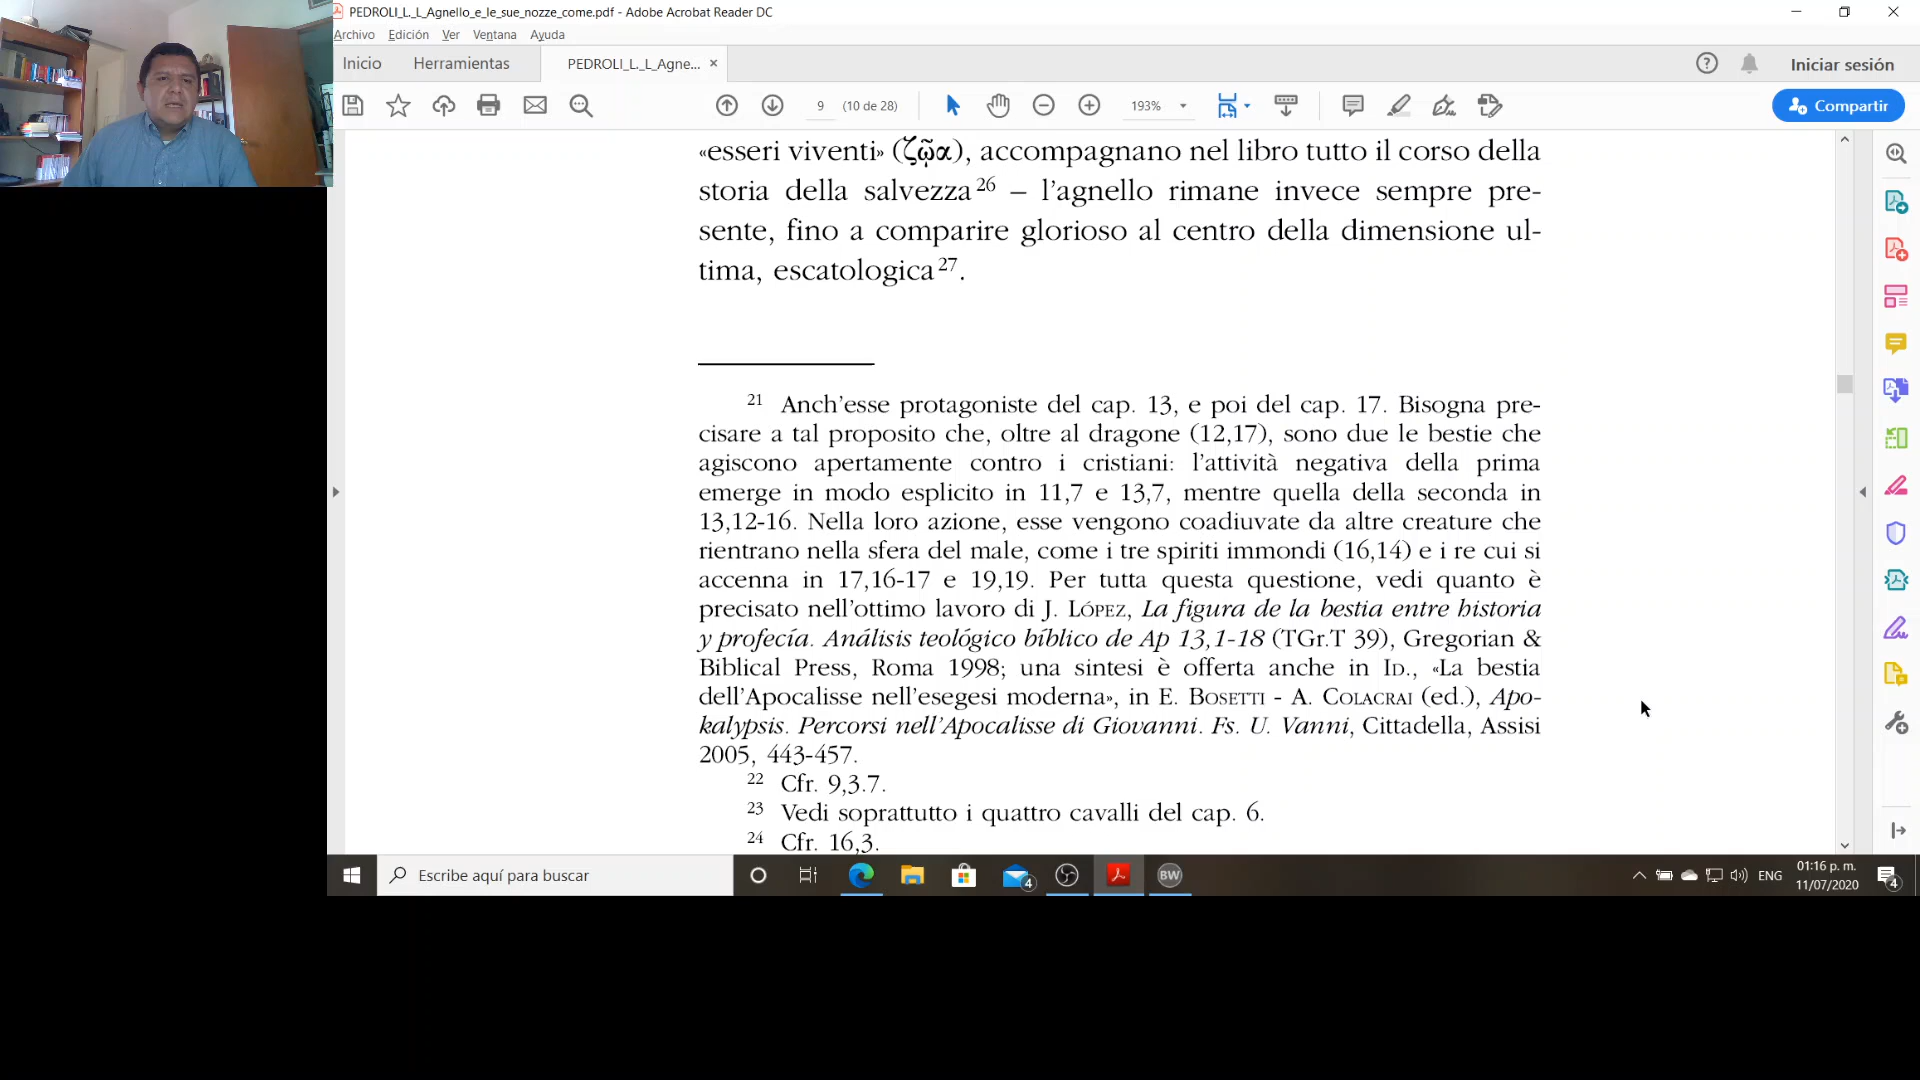 PEDROLI_L._L_Agnello_e_le_sue_nozze_come.pdf - Adobe Acrobat Reader DC
Archivo Edición Ver Ventana Ayuda
Inicio Herramientas PEDROLI_L._L_Agne... × Iniciar sesión
9 (10 de 28) 193% Compartir
«esseri viventi» (ζῷα), accompagnano nel libro tutto il corso della
storia della salvezza 26 – l’agnello rimane invece sempre pre-
sente, fino a comparire glorioso al centro della dimensione ul-
tima, escatologica 27.
21 Anch’esse protagoniste del cap. 13, e poi del cap. 17. Bisogna pre-
cisare a tal proposito che, oltre al dragone (12,17), sono due le bestie che
agiscono apertamente contro i cristiani: l’attività negativa della prima
emerge in modo esplicito in 11,7 e 13,7, mentre quella della seconda in
13,12-16. Nella loro azione, esse vengono coadiuvate da altre creature che
rientrano nella sfera del male, come i tre spiriti immondi (16,14) e i re cui si
accenna in 17,16-17 e 19,19. Per tutta questa questione, vedi quanto è
precisato nell’ottimo lavoro di J. LÓPEZ, La figura de la bestia entre historia
y profecía. Análisis teológico bíblico de Ap 13,1-18 (TGr.T 39), Gregorian &
Biblical Press, Roma 1998; una sintesi è offerta anche in ID., «La bestia
dell’Apocalisse nell’esegesi moderna», in E. BOSETTI - A. COLACRAI (ed.), Apo-
kalypsis. Percorsi nell’Apocalisse di Giovanni. Fs. U. Vanni, Cittadella, Assisi
2005, 443-457.
22 Cfr. 9,3.7.
23 Vedi soprattutto i quattro cavalli del cap. 6.
24 Cfr. 16,3.
Escribe aquí para buscar 4 BW ENG 01:16 p. m. 4
11/07/2020